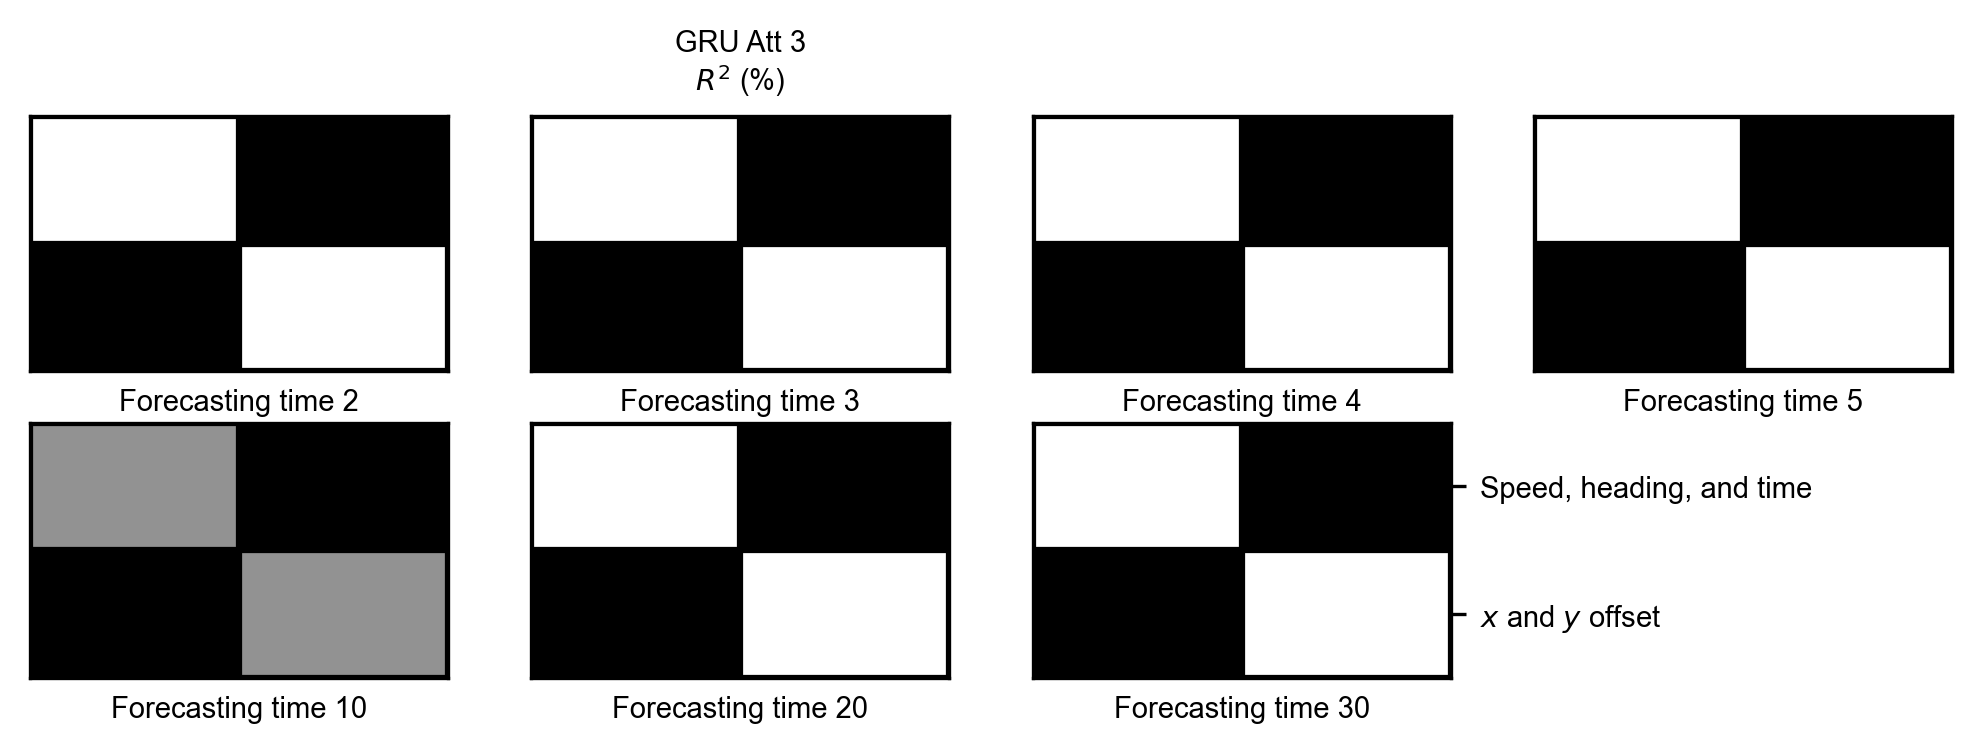 GRU Att 3
R² (%)
Forecasting time 2
Forecasting time 3
Forecasting time 4
Forecasting time 5
Speed, heading, and time
x and y offset
Forecasting time 10
Forecasting time 20
Forecasting time 30